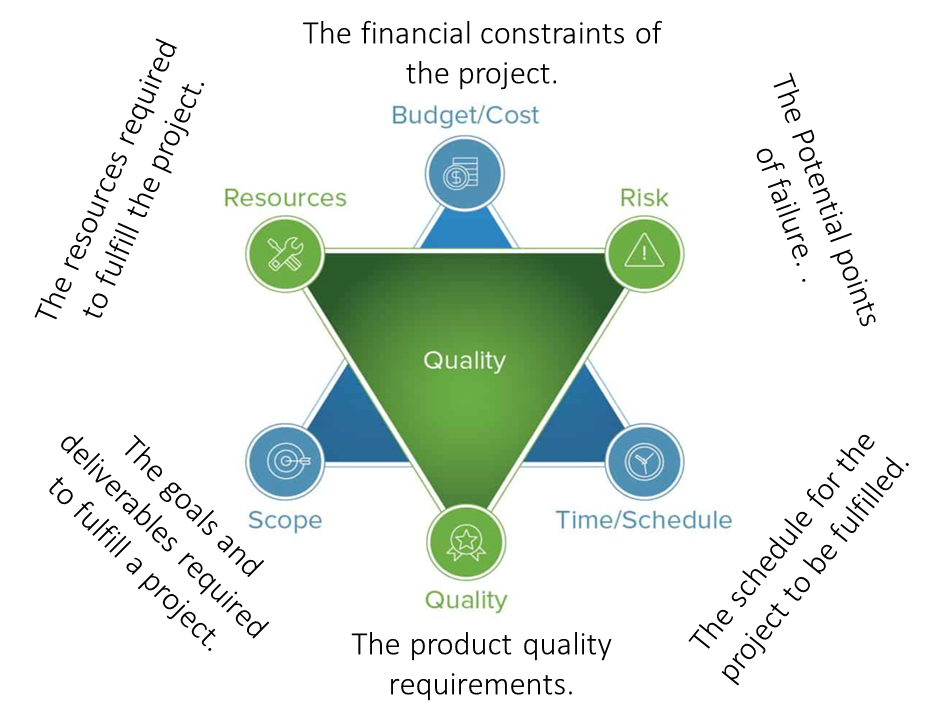 The financial constraints of
the project.
Budget/Cost
The resources required
to fulfill the project.
Resources
Risk
The Potential points
of failure. . .
Quality
The goals and
deliverables required
to fulfill a project.
Scope
Time/Schedule
The schedule for the
project to be fulfilled.
Quality
The product quality
requirements.